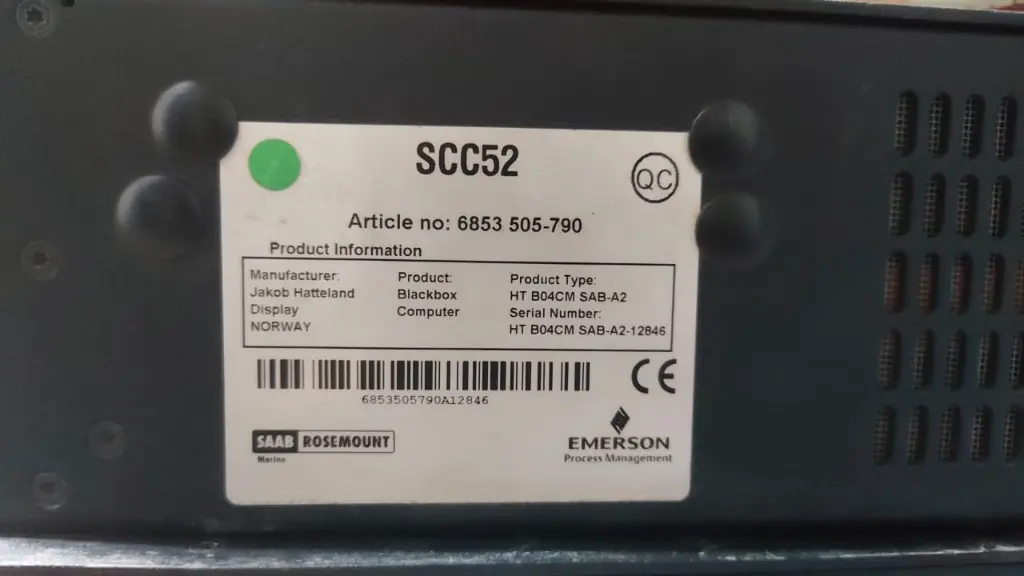 SCC52
QC
Article no: 6853 505-790
Product Information
Manufacturer: Product: Product Type:
Jakob Hatteland Blackbox HT B04CM SAB-A2
Display Computer Serial Number:
NORWAY HT B04CM SAB-A2-12846
6853505790A12846
CE
SAAB ROSEMOUNT
Marine
EMERSON
Process Management